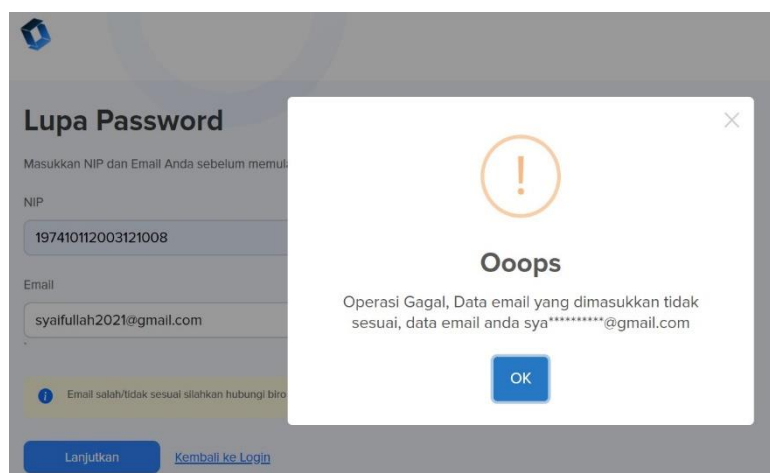 Lupa Password
Masukkan NIP dan Email Anda sebelum memul
NIP
197410112003121008
Email
syaifullah2021@gmail.com
Email salah/tidak sesuai silahkan hubungi biro
Lanjutkan
Kembali ke Login
!
Ooops
Operasi Gagal, Data email yang dimasukkan tidak
sesuai, data email anda sya**********@gmail.com
OK